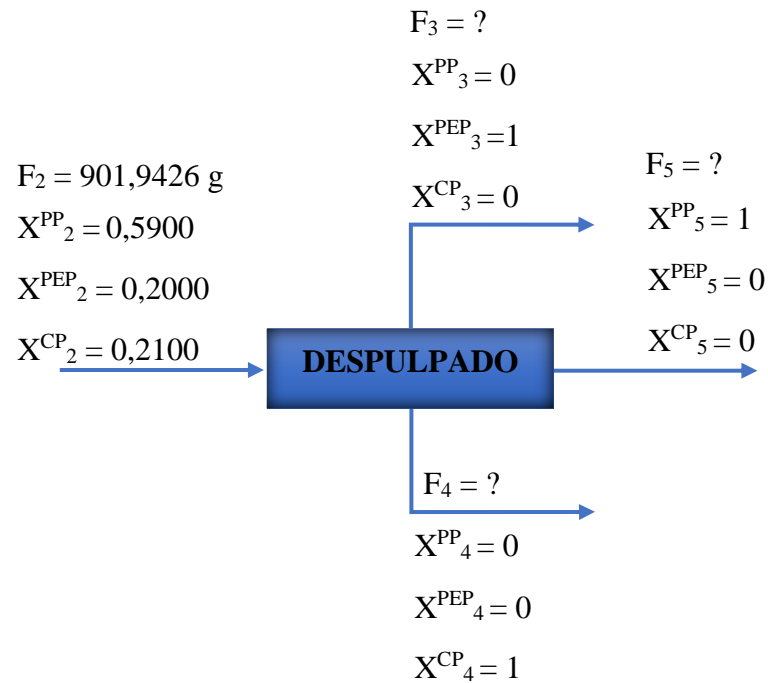 F₃ = ?
X^PP₃ = 0
X^PEP₃ =1
X^CP₃ = 0
F₂ = 901,9426 g
X^PP₂ = 0,5900
X^PEP₂ = 0,2000
X^CP₂ = 0,2100
F₅ = ?
X^PP₅ = 1
X^PEP₅ = 0
X^CP₅ = 0
DESPULPADO
F₄ = ?
X^PP₄ = 0
X^PEP₄ = 0
X^CP₄ = 1